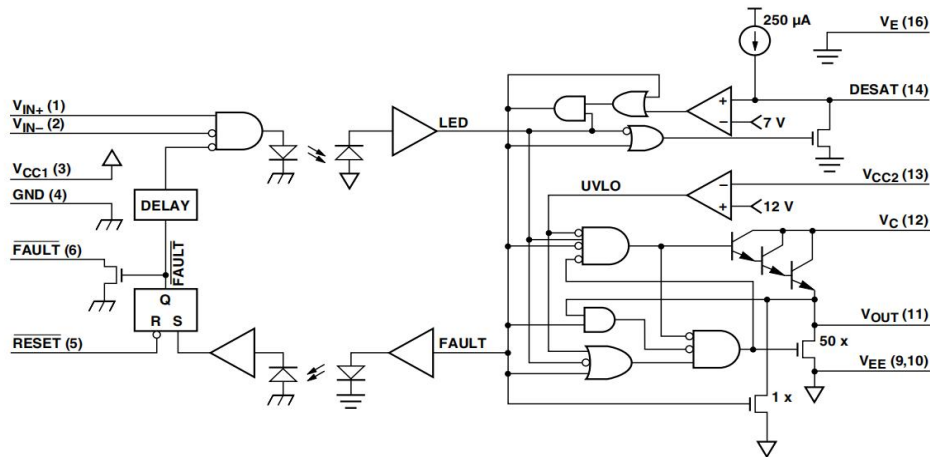 250 µA
V_E (16)
V_IN+ (1)
V_IN– (2)
LED
DESAT (14)
7 V
V_CC1 (3)
GND (4)
DELAY
UVLO
V_CC2 (13)
12 V
V_C (12)
FAULT (6)
FAULT
Q
R S
RESET (5)
FAULT
V_OUT (11)
50 x
V_EE (9,10)
1 x